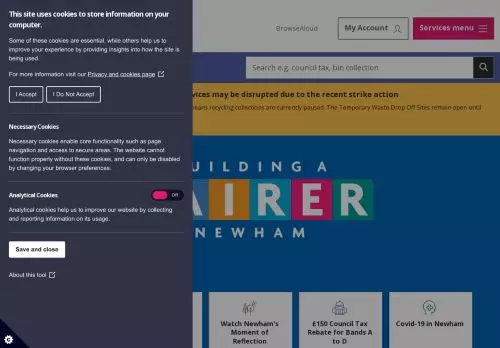 This site uses cookies to store information on your
computer.
Some of these cookies are essential, while others help us to
improve your experience by providing insights into how the site is
being used.
For more information visit our Privacy and cookies page
I Accept
I Do Not Accept
Necessary Cookies
Necessary cookies enable core functionality such as page
navigation and access to secure areas. The website cannot
function properly without these cookies, and can only be disabled
by changing your browser preferences.
Analytical Cookies
Off
Analytical cookies help us to improve our website by collecting
and reporting information on its usage.
Save and close
About this tool
BrowseAloud
My Account
Services menu
Search e.g. council tax, bin collection
vices may be disrupted due to the recent strike action
means recycling collections are currently paused. The Temporary Waste Drop Off Sites remain open until
UILDING A
AIRER
NEWHAM
Watch Newham's
Moment of
Reflection
£150 Council Tax
Rebate for Bands A
to D
Covid-19 in Newham